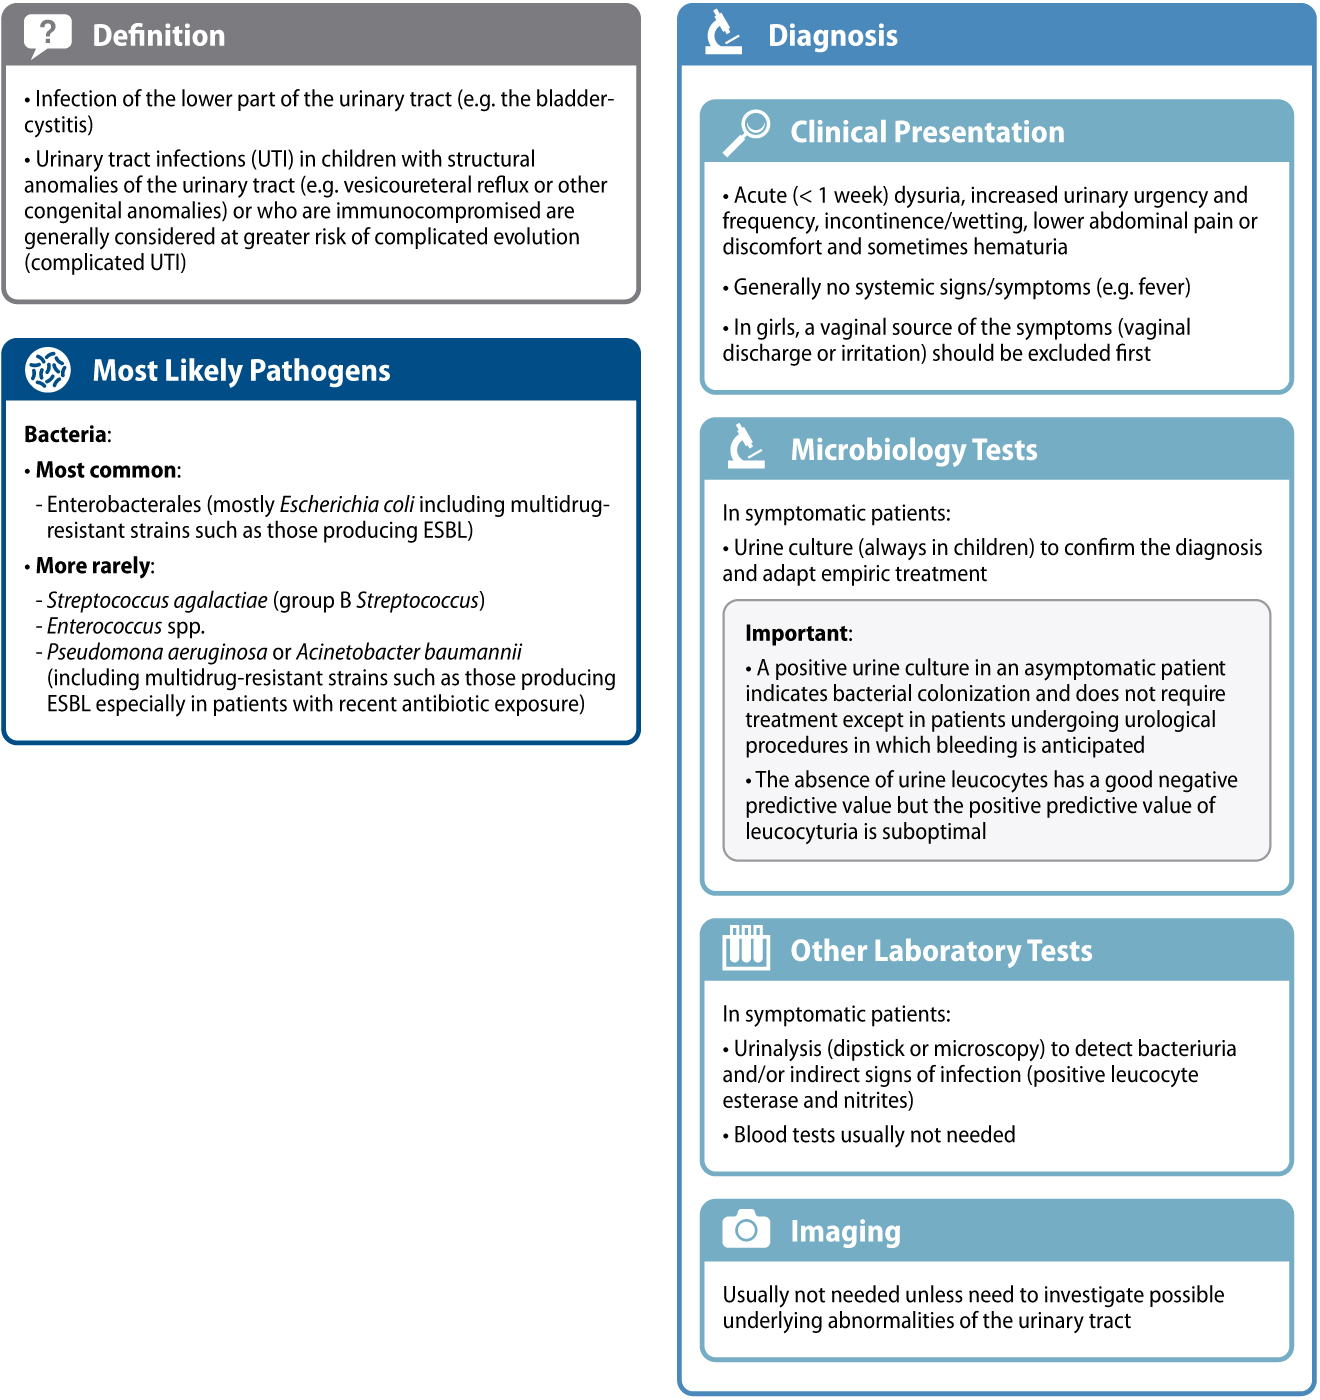 Definition
• Infection of the lower part of the urinary tract (e.g. the bladder-
cystitis)
• Urinary tract infections (UTI) in children with structural
anomalies of the urinary tract (e.g. vesicoureteral reflux or other
congenital anomalies) or who are immunocompromised are
generally considered at greater risk of complicated evolution
(complicated UTI)
Most Likely Pathogens
Bacteria:
• Most common:
- Enterobacterales (mostly Escherichia coli including multidrug-
resistant strains such as those producing ESBL)
• More rarely:
- Streptococcus agalactiae (group B Streptococcus)
- Enterococcus spp.
- Pseudomona aeruginosa or Acinetobacter baumannii
(including multidrug-resistant strains such as those producing
ESBL especially in patients with recent antibiotic exposure)
Diagnosis
Clinical Presentation
• Acute (< 1 week) dysuria, increased urinary urgency and
frequency, incontinence/wetting, lower abdominal pain or
discomfort and sometimes hematuria
• Generally no systemic signs/symptoms (e.g. fever)
• In girls, a vaginal source of the symptoms (vaginal
discharge or irritation) should be excluded first
Microbiology Tests
In symptomatic patients:
• Urine culture (always in children) to confirm the diagnosis
and adapt empiric treatment
Important:
• A positive urine culture in an asymptomatic patient
indicates bacterial colonization and does not require
treatment except in patients undergoing urological
procedures in which bleeding is anticipated
• The absence of urine leucocytes has a good negative
predictive value but the positive predictive value of
leucocyturia is suboptimal
Other Laboratory Tests
In symptomatic patients:
• Urinalysis (dipstick or microscopy) to detect bacteriuria
and/or indirect signs of infection (positive leucocyte
esterase and nitrites)
• Blood tests usually not needed
Imaging
Usually not needed unless need to investigate possible
underlying abnormalities of the urinary tract